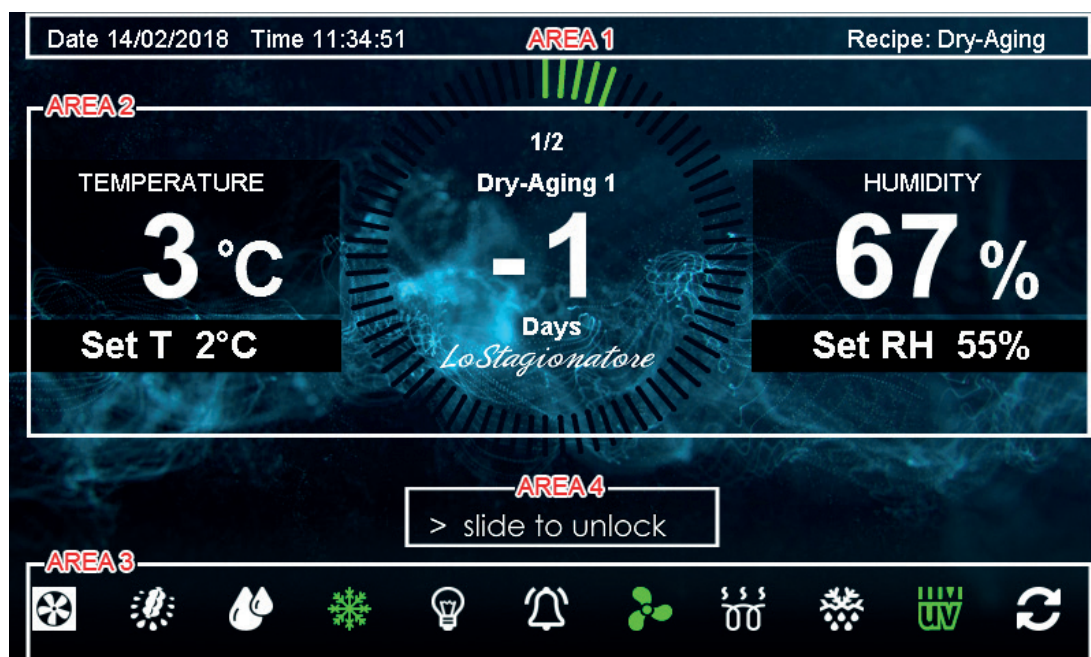 Date 14/02/2018 Time 11:34:51 AREA 1 Recipe: Dry-Aging
AREA 2
1/2
TEMPERATURE Dry-Aging 1 HUMIDITY
3 °C -1 67 %
Days
Set T 2°C LoStagionatore Set RH 55%
AREA 4
> slide to unlock
AREA 3
UV